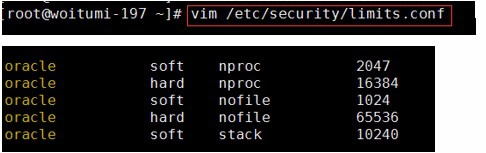 [root@woitumi-197 ~]# vim /etc/security/limits.conf
oracle soft nproc 2047
oracle hard nproc 16384
oracle soft nofile 1024
oracle hard nofile 65536
oracle soft stack 10240